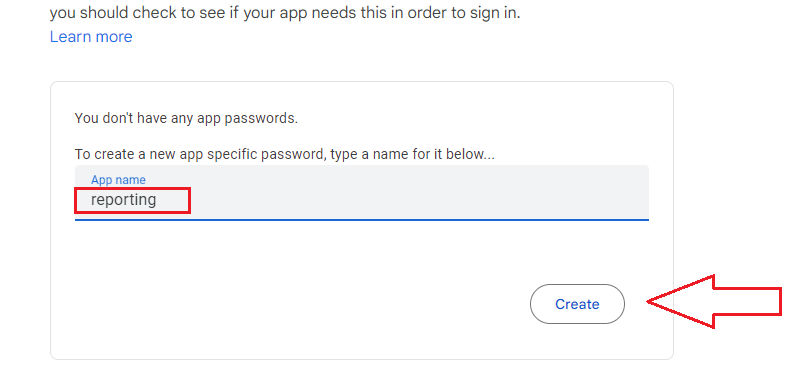 you should check to see if your app needs this in order to sign in.
Learn more
You don't have any app passwords.
To create a new app specific password, type a name for it below...
App name
reporting
Create